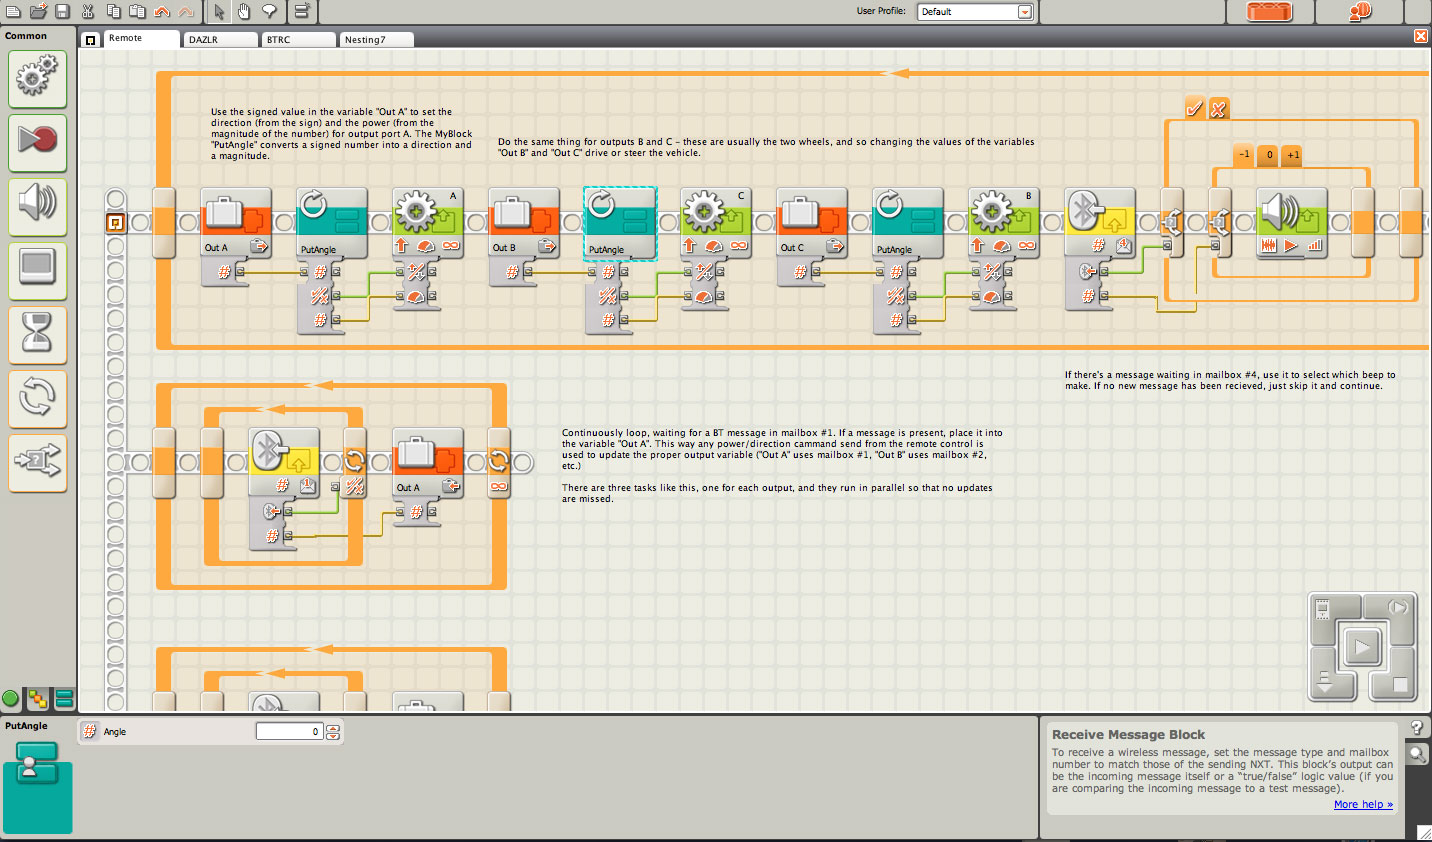 User Profile:
Default
Common
Remote
DAZLR
BTRC
Nesting7
Use the signed value in the variable "Out A" to set the
direction (from the sign) and the power (from the
magnitude of the number) for output port A. The MyBlock
"PutAngle" converts a signed number into a direction and
a magnitude.
Do the same thing for outputs B and C - these are usually the two wheels, and so changing the values of the variables
"Out B" and "Out C" drive or steer the vehicle.
-1
0
+1
A
C
B
Out A
PutAngle
Out B
PutAngle
Out C
PutAngle
If there's a message waiting in mailbox #4, use it to select which beep to
make. If no new message has been recieved, just skip it and continue.
Continuously loop, waiting for a BT message in mailbox #1. If a message is present, place it into
the variable "Out A". This way any power/direction cammand send from the remote control is
used to update the proper output variable ("Out A" uses mailbox #1, "Out B" uses mailbox #2,
etc.)
There are three tasks like this, one for each output, and they run in parallel so that no updates
are missed.
Out A
PutAngle
Angle
0
Receive Message Block
To receive a wireless message, set the message type and mailbox
number to match those of the sending NXT. This block's output can
be the incoming message itself or a "true/false" logic value (if you
are comparing the incoming message to a test message).
More help »